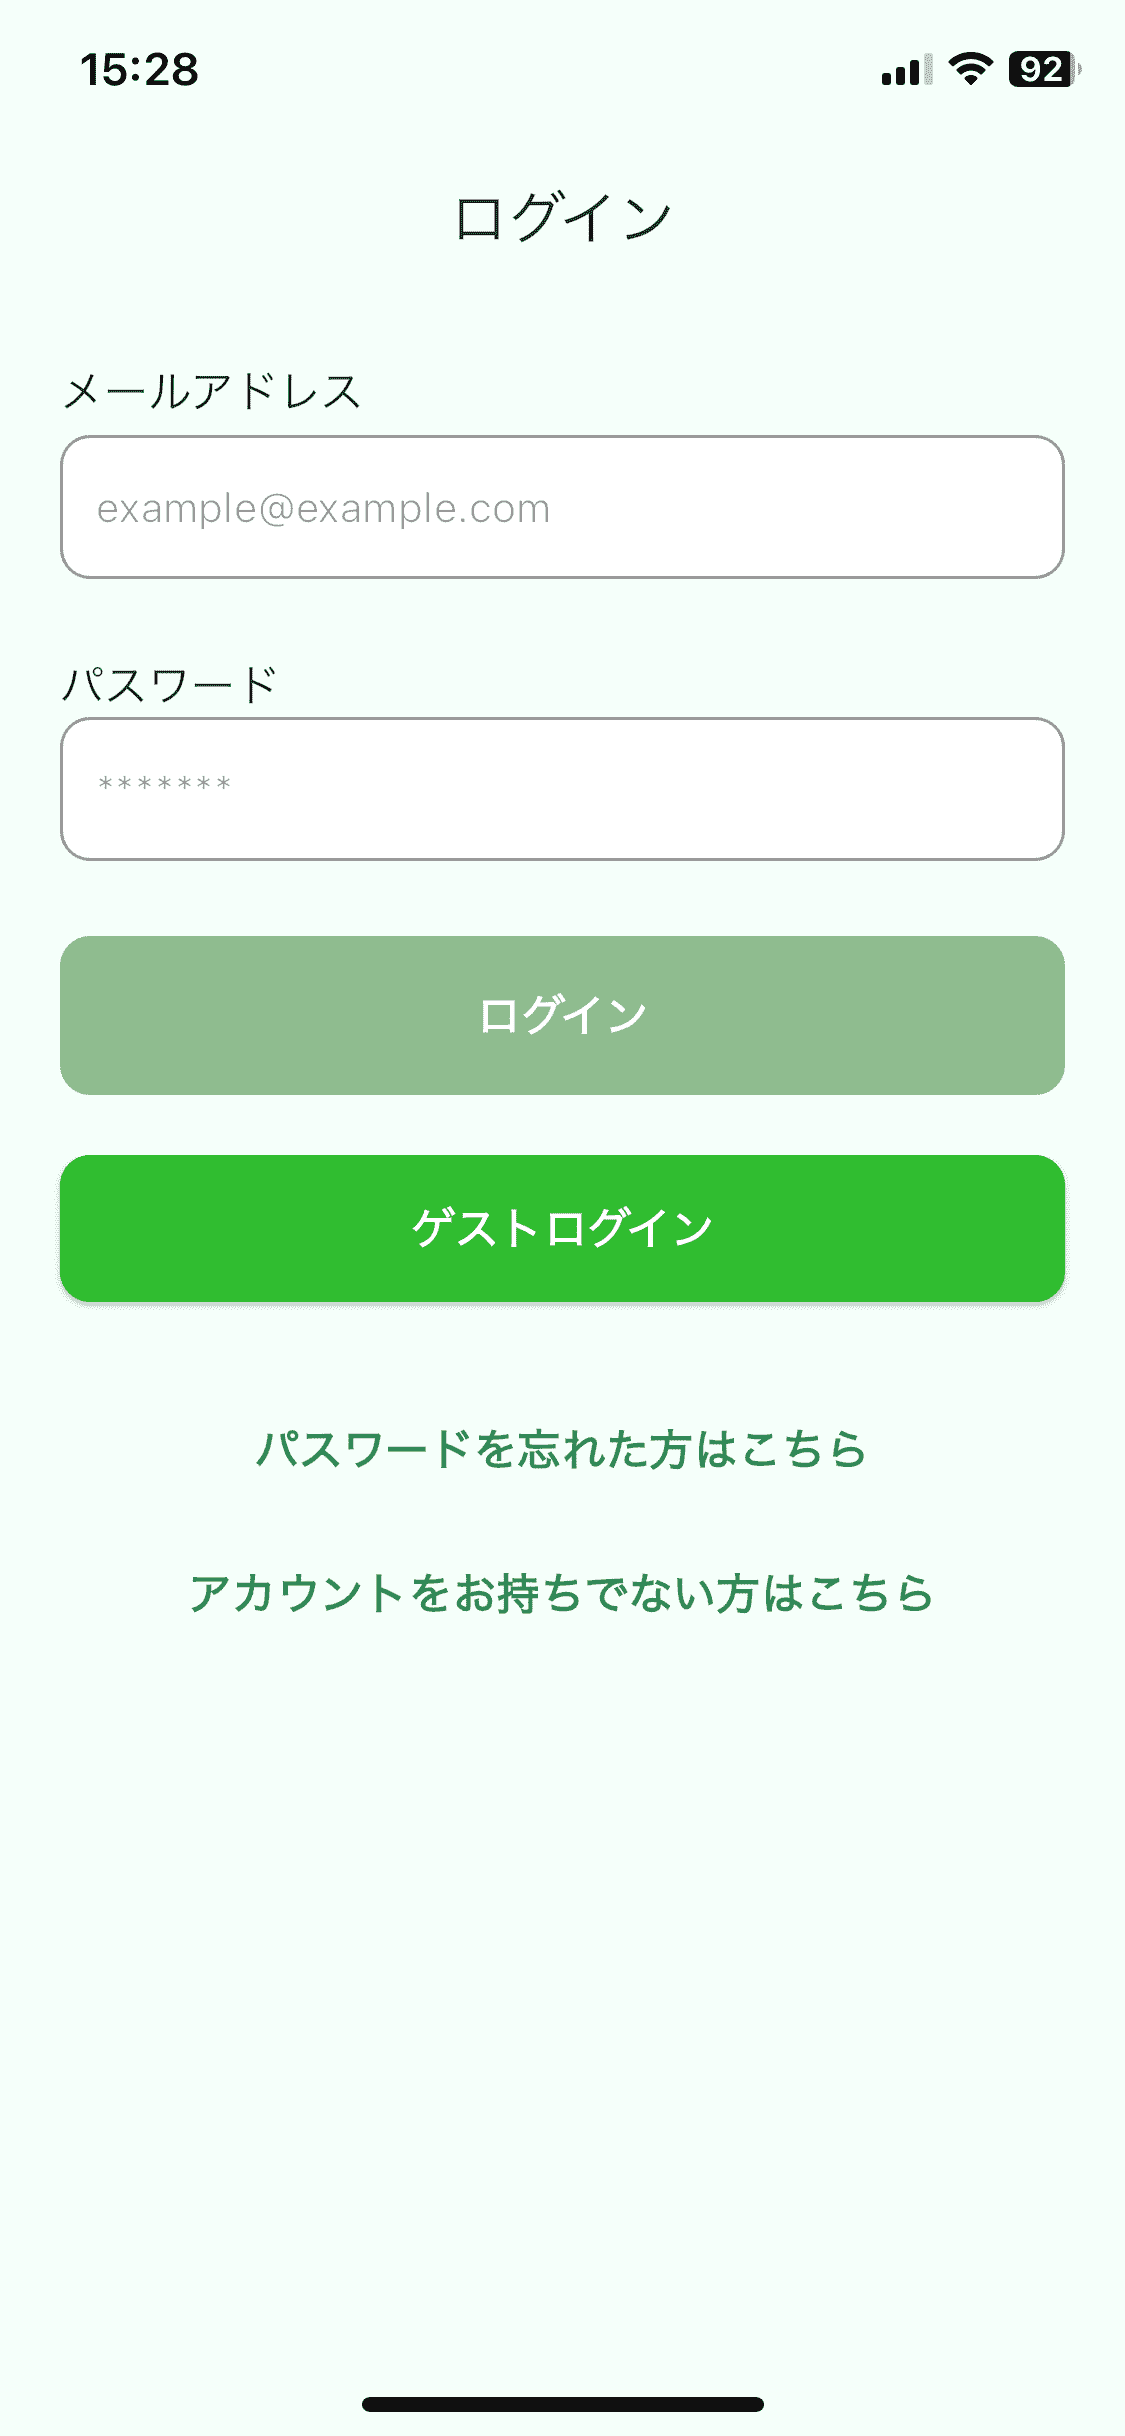 15:28
92
ログイン
メールアドレス
example@example.com
パスワード
*******
ログイン
ゲストログイン
パスワードを忘れた方はこちら
アカウントをお持ちでない方はこちら